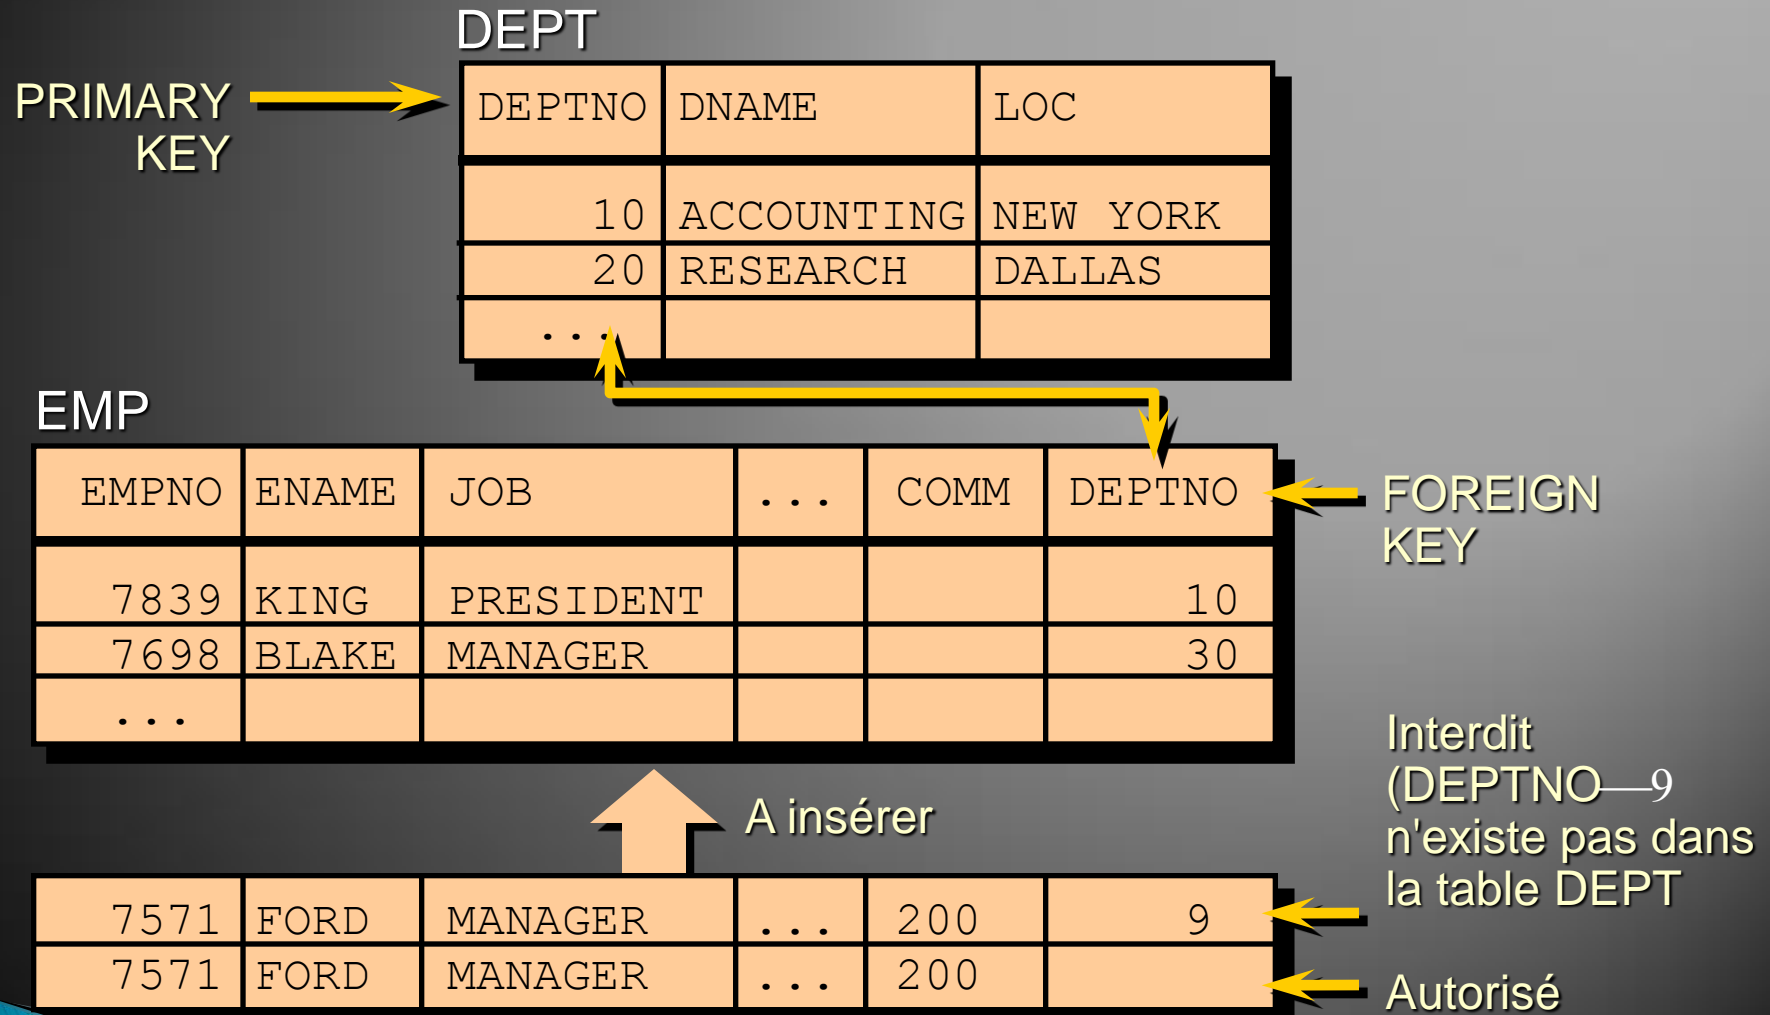 DEPT
PRIMARY
KEY
DEPTNO DNAME LOC
10 ACCOUNTING NEW YORK
20 RESEARCH DALLAS
...
EMP
EMPNO ENAME JOB ... COMM DEPTNO
FOREIGN
KEY
7839 KING PRESIDENT 10
7698 BLAKE MANAGER 30
...
A insérer
Interdit
(DEPTNO—9
n'existe pas dans
la table DEPT
7571 FORD MANAGER ... 200 9
7571 FORD MANAGER ... 200
Autorisé